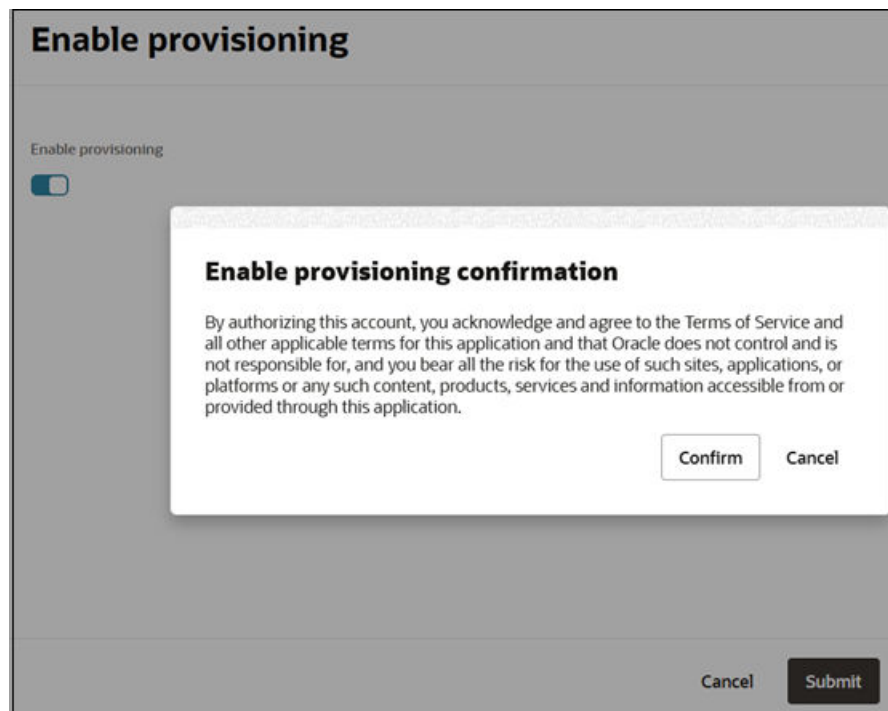 Enable provisioning
Enable provisioning
Enable provisioning confirmation
By authorizing this account, you acknowledge and agree to the Terms of Service and
all other applicable terms for this application and that Oracle does not control and is
not responsible for, and you bear all the risk for the use of such sites, applications, or
platforms or any such content, products, services and information accessible from or
provided through this application.
Confirm Cancel
Cancel Submit